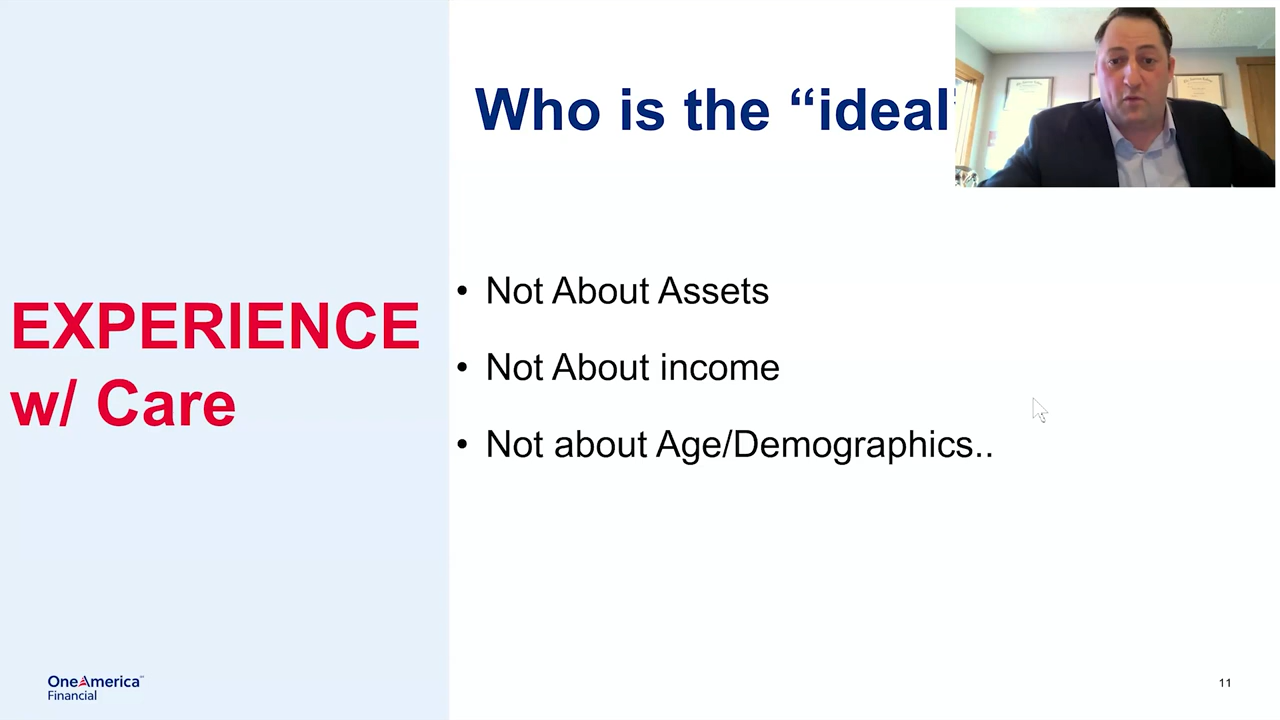 Who is the “ideal
• Not About Assets
• Not About income
• Not about Age/Demographics..
EXPERIENCE
w/ Care
OneAmerica
Financial
11